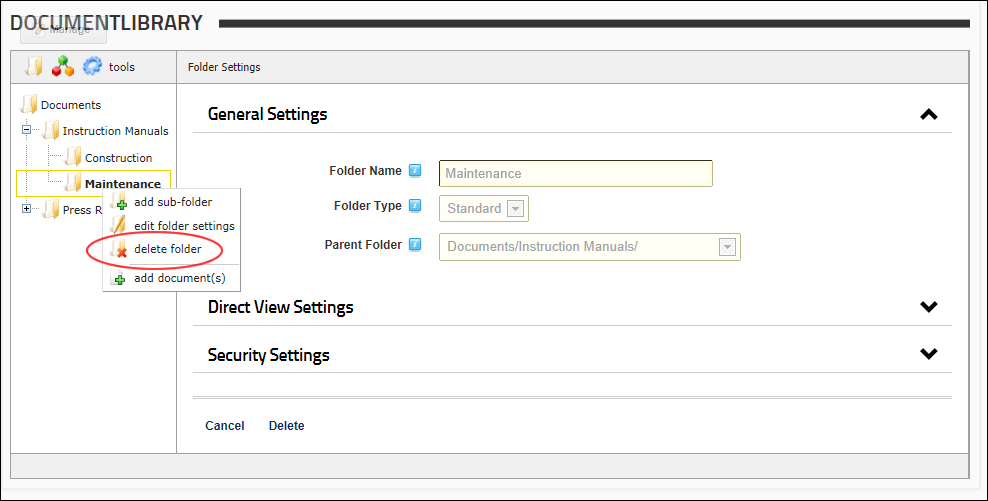 DOCUMENTLIBRARY
Manage
tools
Folder Settings
Documents
Instruction Manuals
Construction
Maintenance
Press R
add sub-folder
edit folder settings
delete folder
add document(s)
General Settings
Folder Name
Maintenance
Folder Type
Standard
Parent Folder
Documents/Instruction Manuals/
Direct View Settings
Security Settings
Cancel Delete